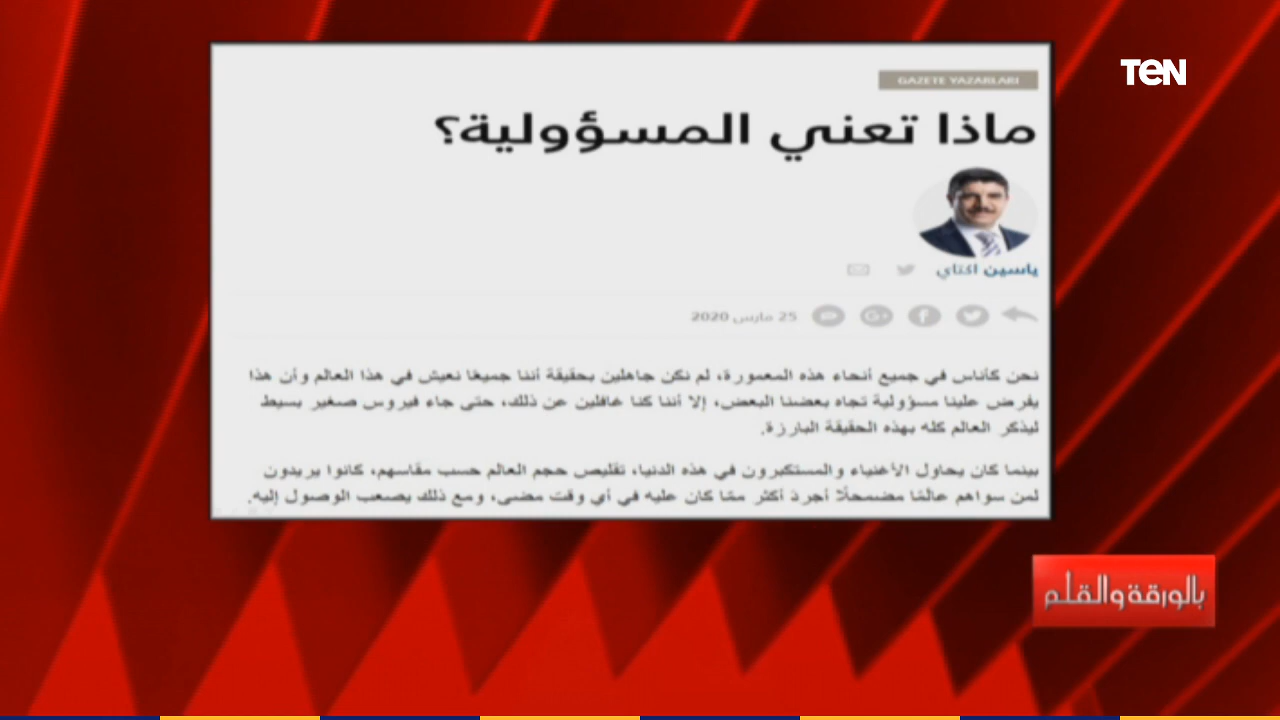 TEN
GAZETE YAZARLARI
ماذا تعني المسؤولية؟
ياسين اكتاي
25 مارس 2020
نحن كأناس في جميع أنحاء هذه المعمورة، لم نكن جاهلين بحقيقة أننا جميعًا نعيش في هذا العالم وأن هذا
يفرض علينا مسؤولية تجاه بعضنا البعض، إلا أننا كنا غافلين عن ذلك، حتى جاء فيروس صغير بسيط
ليذكر العالم كله بهذه الحقيقة البارزة.
بينما كان يحاول الأغنياء والمستكبرون في هذه الدنيا، تقليص حجم العالم حسب مقاسهم، كانوا يريدون
لمن سواهم عالمًا مضمحلًا أجرد أكثر ممّا كان عليه في أي وقت مضى، ومع ذلك يصعب الوصول إليه.
بالورقة والقلم